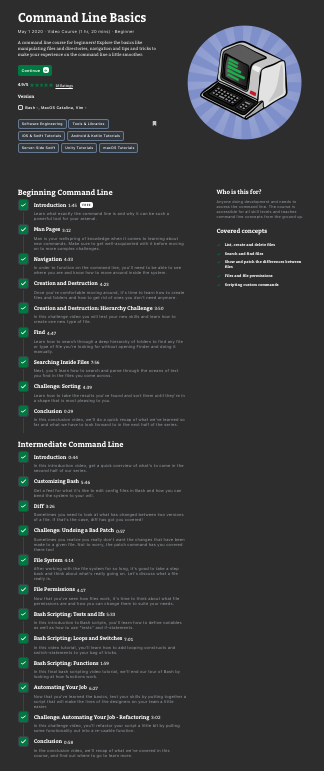 Command Line Basics
May 1 2020 · Video Course (1 hr, 20 mins) · Beginner
A command line course for beginners! Explore the basics like
manipulating files and directories, navigation and tips and tricks to
make your experience on the command line a little smoother.
Continue
4.9/5 18 Ratings
Version
Bash -, MacOS Catalina, Vim -
Software Engineering
Tools & Libraries
iOS & Swift Tutorials
Android & Kotlin Tutorials
Server-Side Swift
Unity Tutorials
macOS Tutorials
Beginning Command Line
Introduction 1:45 FREE
Learn what exactly the command line is and why it can be such a
powerful tool for your arsenal.
Man Pages 5:32
Man is your wellspring of knowledge when it comes to learning about
new commands. Make sure to get well-acquainted with it before moving
on to more complex challenges.
Navigation 4:33
In order to function on the command line, you'll need to be able to see
where you are and know how to move around inside.
Creation and Destruction 4:25
Once you're comfortable moving around, it's time to learn how to create
files and folders and how to get rid of ones you don't need anymore.
Creation and Destruction: Hierarchy Challenge
In this challenge video you will test your new skills and learn how to
create one new type of file.
Find 4:47
Learn how to search through a deep hierarchy of folders to find any file
or type of file you're looking for without opening Finder and doing it
manually.
Searching Inside Files 7:56
Next, you'll learn how to search and parse through the oceans of text
you find in the files you come across.
Challenge: Sorting 4:39
Learn how to take the results you've found and sort them until they're in
a shape that is most pleasing to you.
Conclusion 0:29
In this conclusion video, we'll do a quick recap of what we've learned so
far and what we have to look forward to in the next half of the series.
Intermediate Command Line
Introduction 0:44
In this introduction, get a quick overview of what's to come in the
second half of our series.
Customizing Bash 5:46
Get a feel for what it's like to edit config files in Bash and how you can
bend the system to your will.
Diff 3:26
Sometimes you need to look at what has changed between two versions
of a file. If that's the case, diff has got you covered!
Challenge: Undoing a Bad Patch
Sometimes you realize you really don't want the changes that have been
made to a given file. Not to worry, the patch command has you covered
there too!
File System 4:14
After working with the file system for so long, it's good to take a step
back and think about what's really going on. Let's discuss what a file
really is.
File Permissions 4:17
Now that you've seen how files work, it's time to think about what file
permissions are and how you can change them to suite your needs.
Bash Scripting: Tests and ifs
In this introduction to Bash scripts, you'll learn how to define variables
as well as how to use "tests" and if statements.
Bash Scripting: Loops and Switches
In this video tutorial, you'll learn how to add looping constructs and
switch statements to your bag of tricks.
Bash Scripting: Functions 1:59
In this final bash scripting video, we'll end our tour of Bash by
looking at how functions work.
Automating Your Job 6:27
Now that you've learned the basics, test your skills by putting together a
script that will make the lives of the designers on your team a little
easier.
Challenge: Automating Your Job - Refactoring
In this challenge video, you'll refactor your script a little bit by pulling
some functionality out into a re-usable function.
Conclusion 0:58
In this conclusion, we'll recap of what we've covered in this
course, and find out where to go to learn more.
Who is this for?
Anyone doing development and needs to
access the command line. The course is
accessible for all skill levels and teaches
command line concepts from the ground up.
Covered concepts
List, create and delete files
Search and find files
Show and patch the differences between
files
Files and file permissions
Scripting custom commands